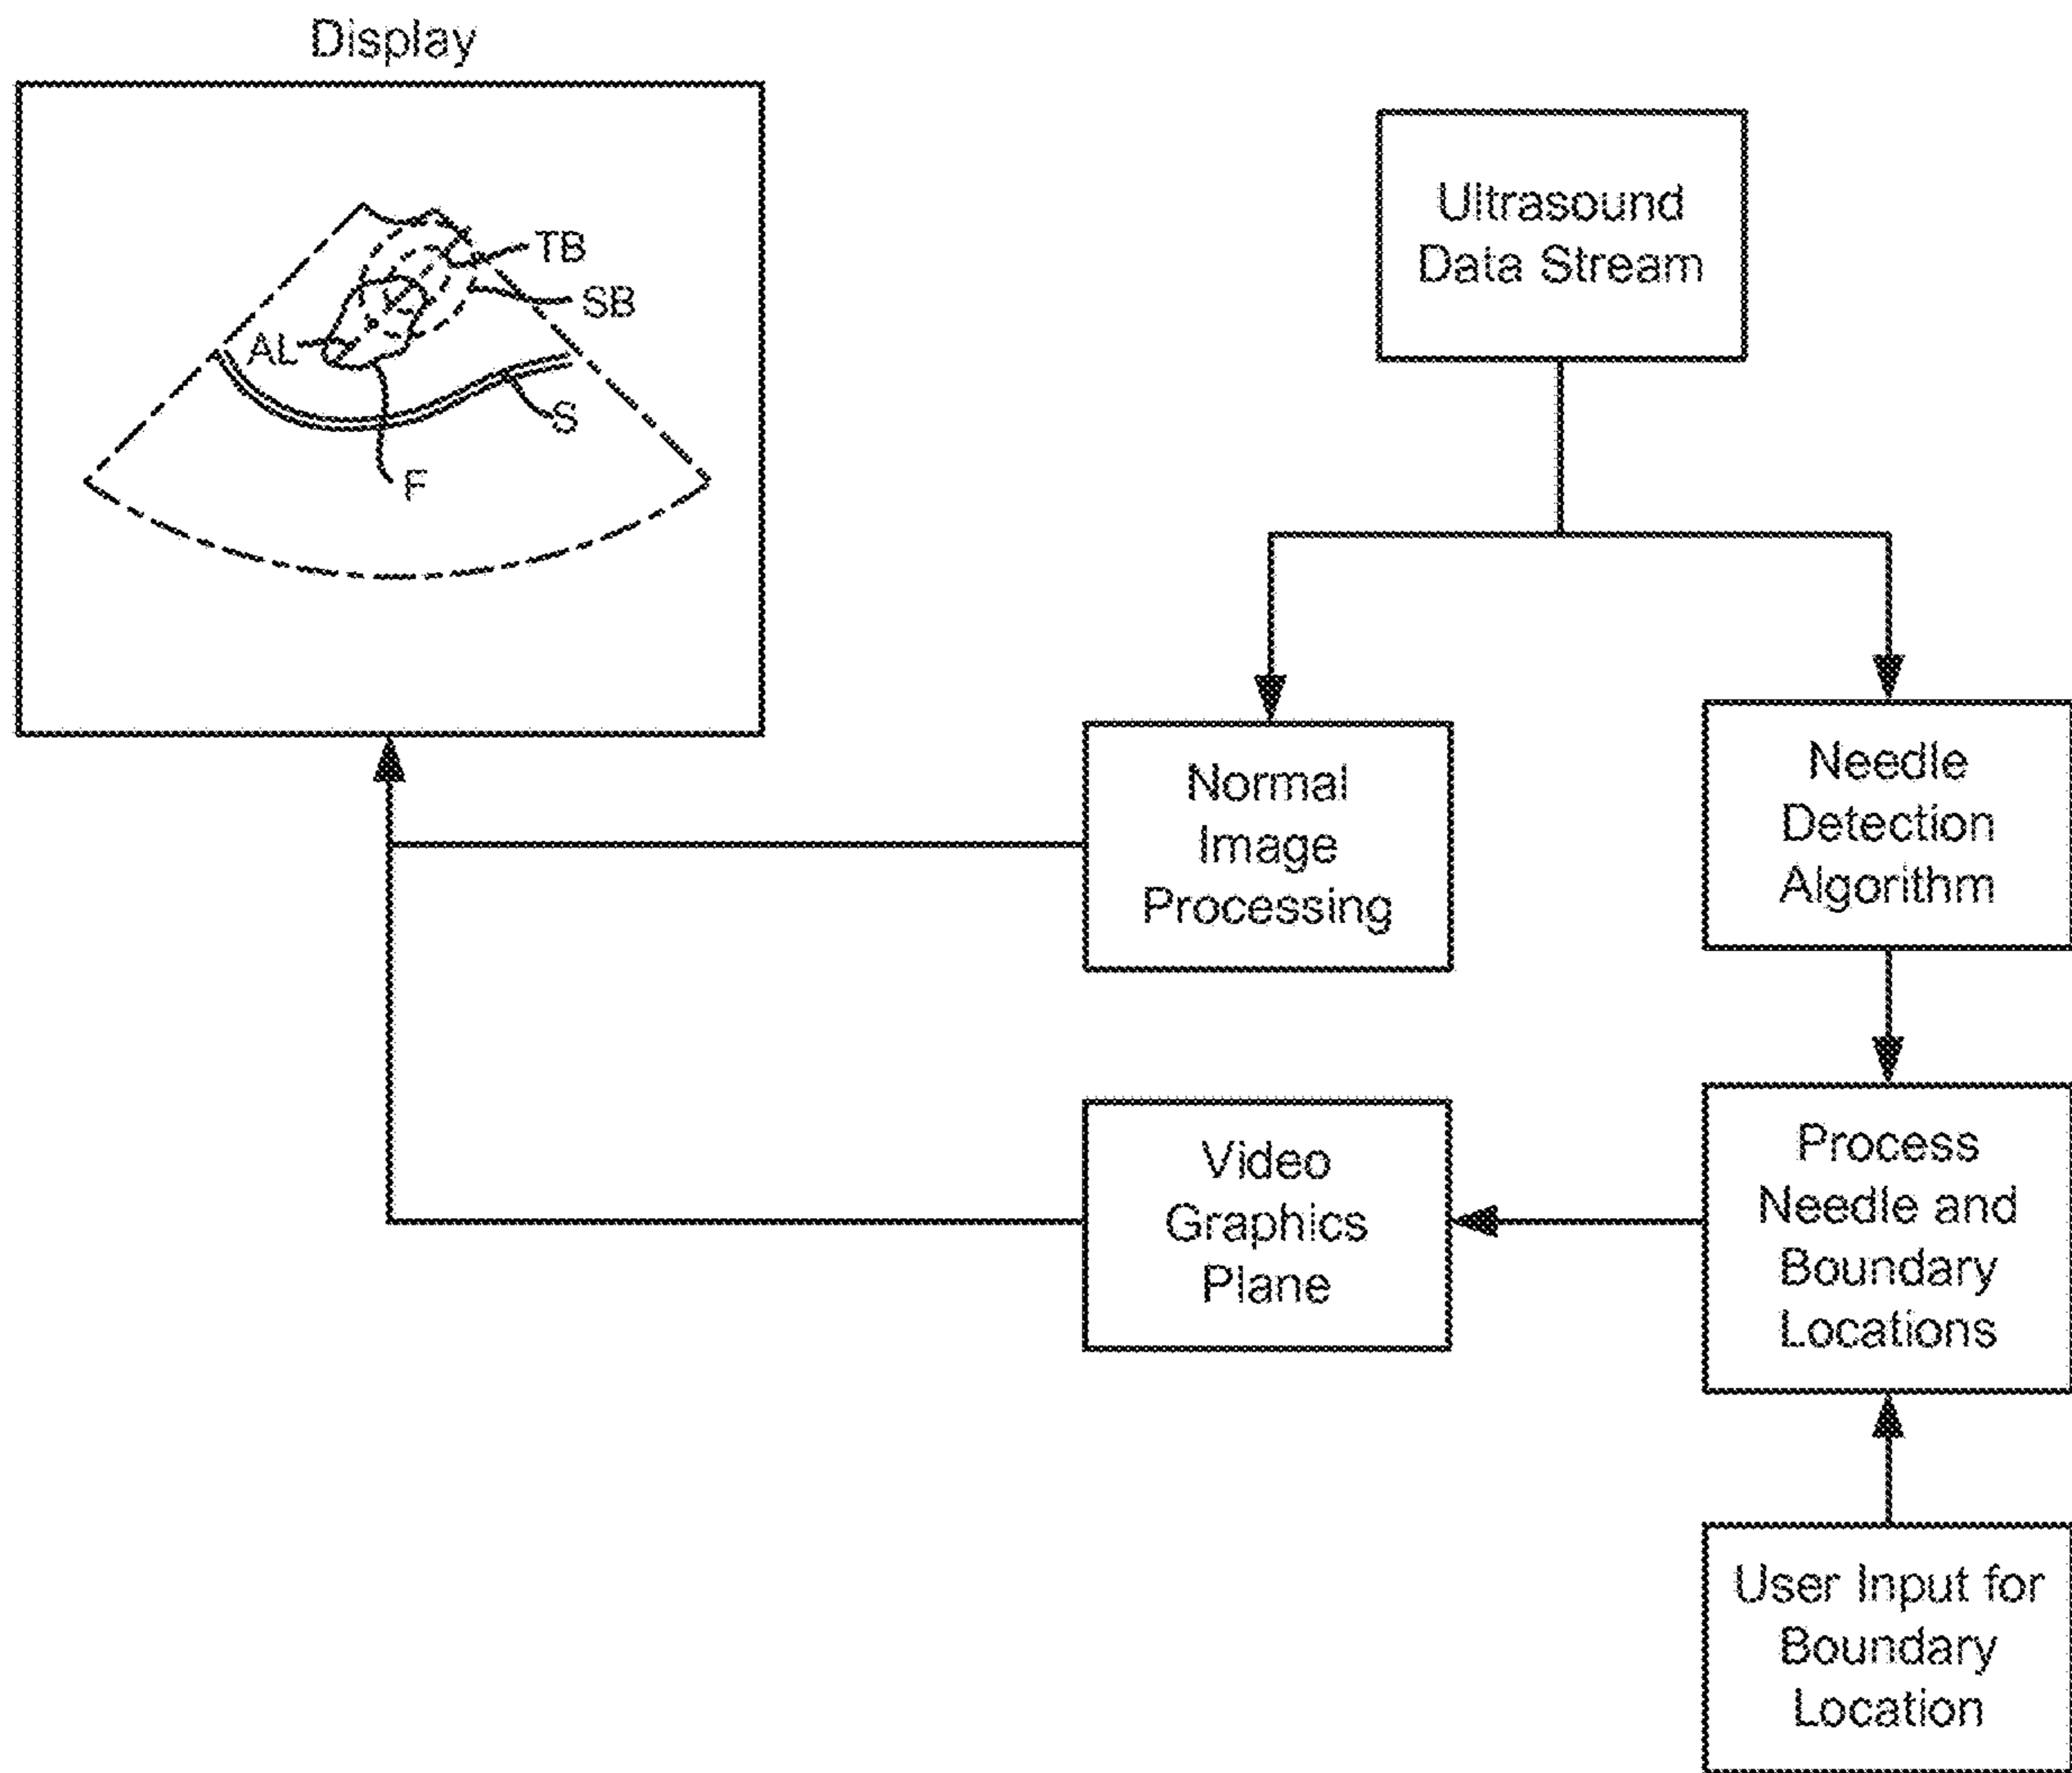 Display
TB
SB
AL
S
F
Ultrasound
Data Stream
Normal
Image
Processing
Needle
Detection
Algorithm
Video
Graphics
Plane
Process
Needle and
Boundary
Locations
User Input for
Boundary
Location